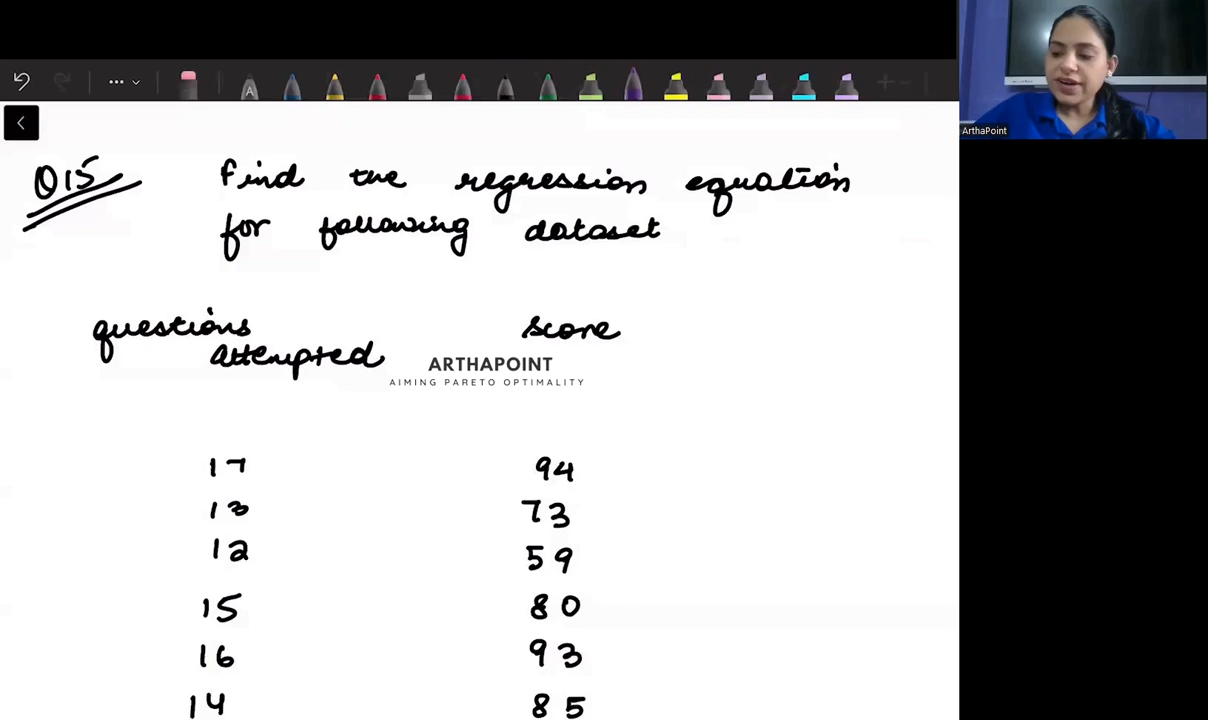 ArthaPoint
Q15 Find the regression equation
for following dataset
questions attempted score
ARTHAPOINT
AIMING PARETO OPTIMALITY
17 94
13 73
12 59
15 80
16 93
14 85